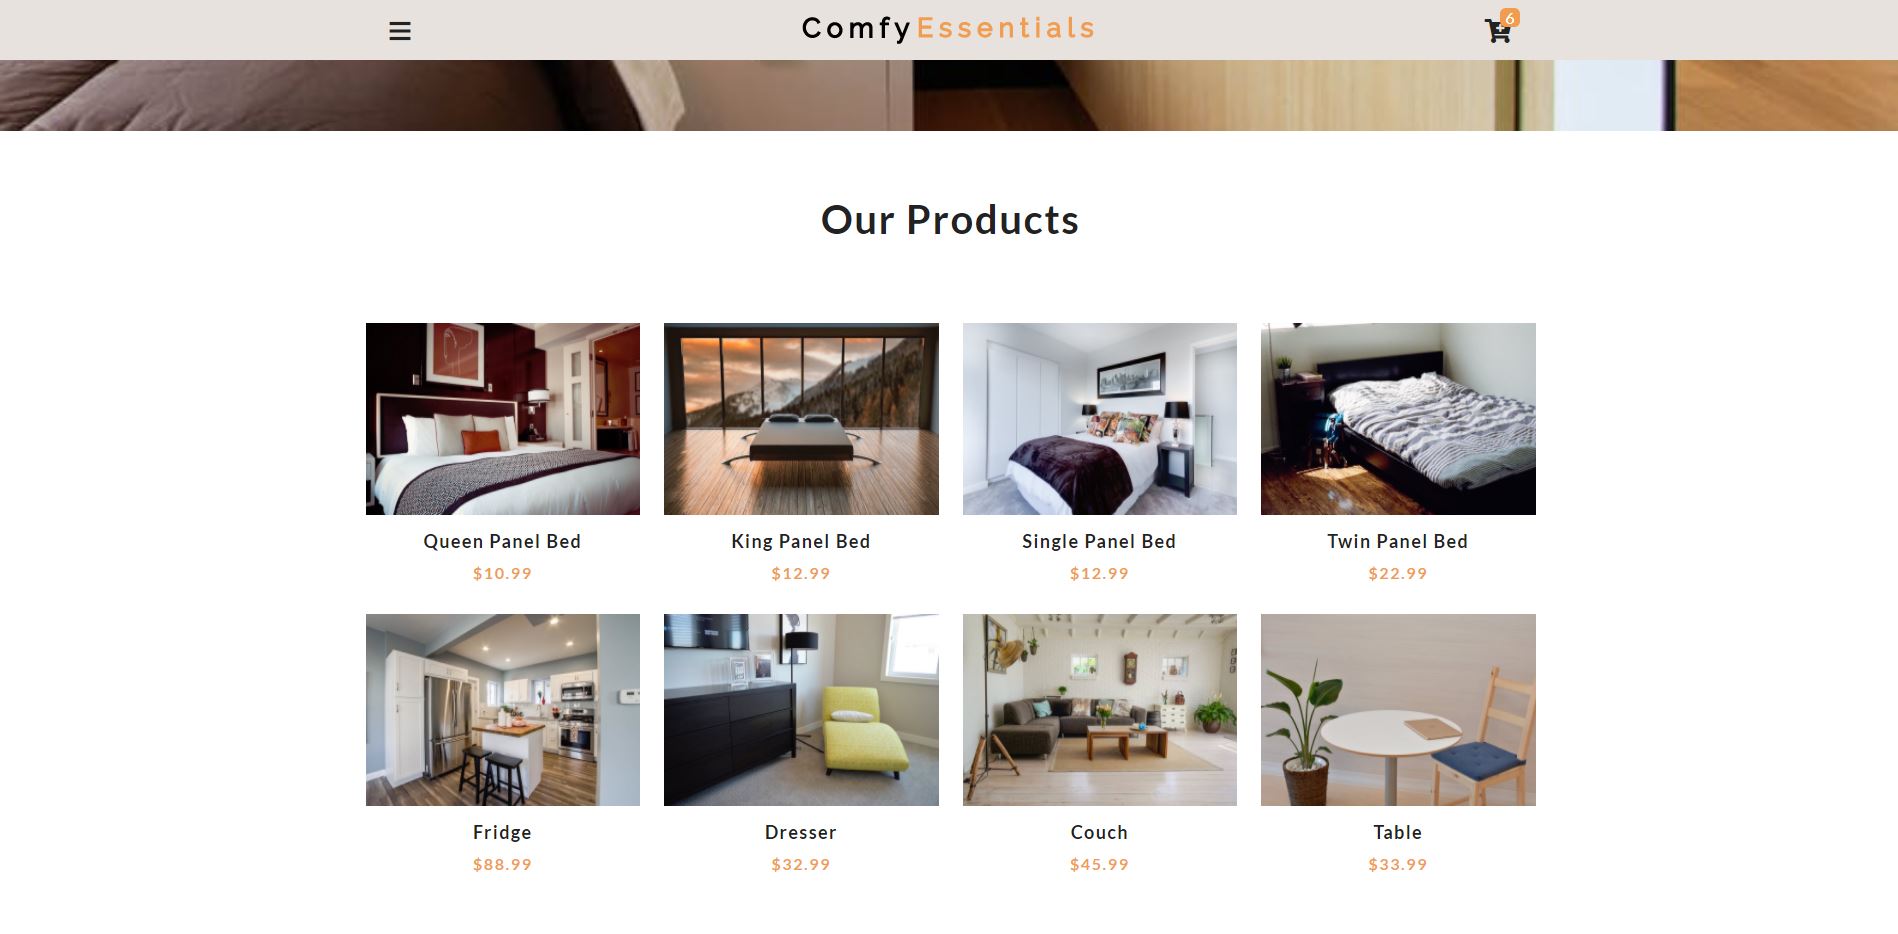 ComfyEssentials
6
Our Products
Queen Panel Bed
$10.99
King Panel Bed
$12.99
Single Panel Bed
$12.99
Twin Panel Bed
$22.99
Fridge
$88.99
Dresser
$32.99
Couch
$45.99
Table
$33.99